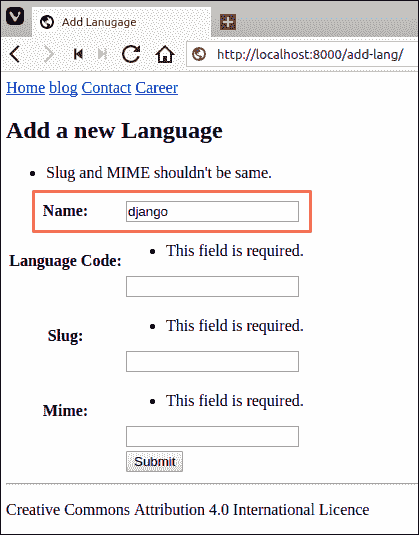 Add Lanugage
http://localhost:8000/add-lang/
Home blog Contact Career
Add a new Language
Slug and MIME shouldn't be same.
Name: django
This field is required.
Language Code:
This field is required.
Slug:
This field is required.
Mime:
Submit
Creative Commons Attribution 4.0 International Licence